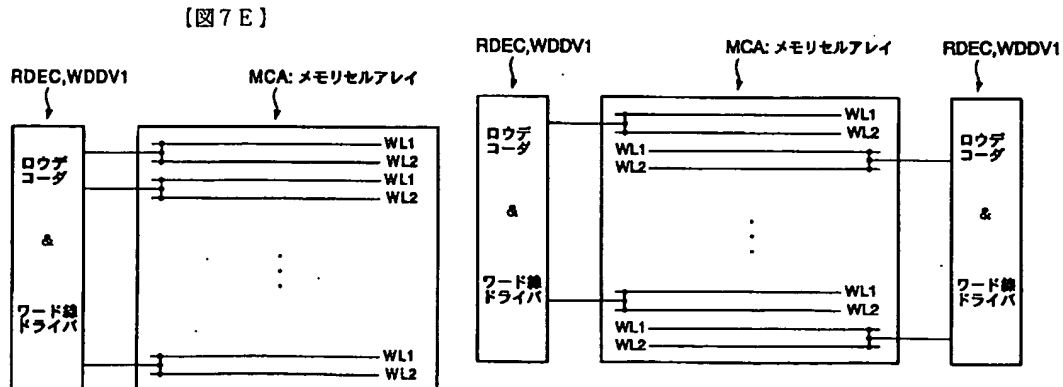 【図7E】
RDEC,WDDV1
MCA: メモリセルアレイ
ロウデ
コーダ
&
ワード線
ドライバ
WL1
WL2
WL1
WL2
WL1
WL2
RDEC,WDDV1
MCA: メモリセルアレイ
RDEC,WDDV1
ロウデ
コーダ
&
ワード線
ドライバ
WL1
WL2
WL1
WL2
WL1
WL2
WL1
WL2
ロウデ
コーダ
&
ワード線
ドライバ